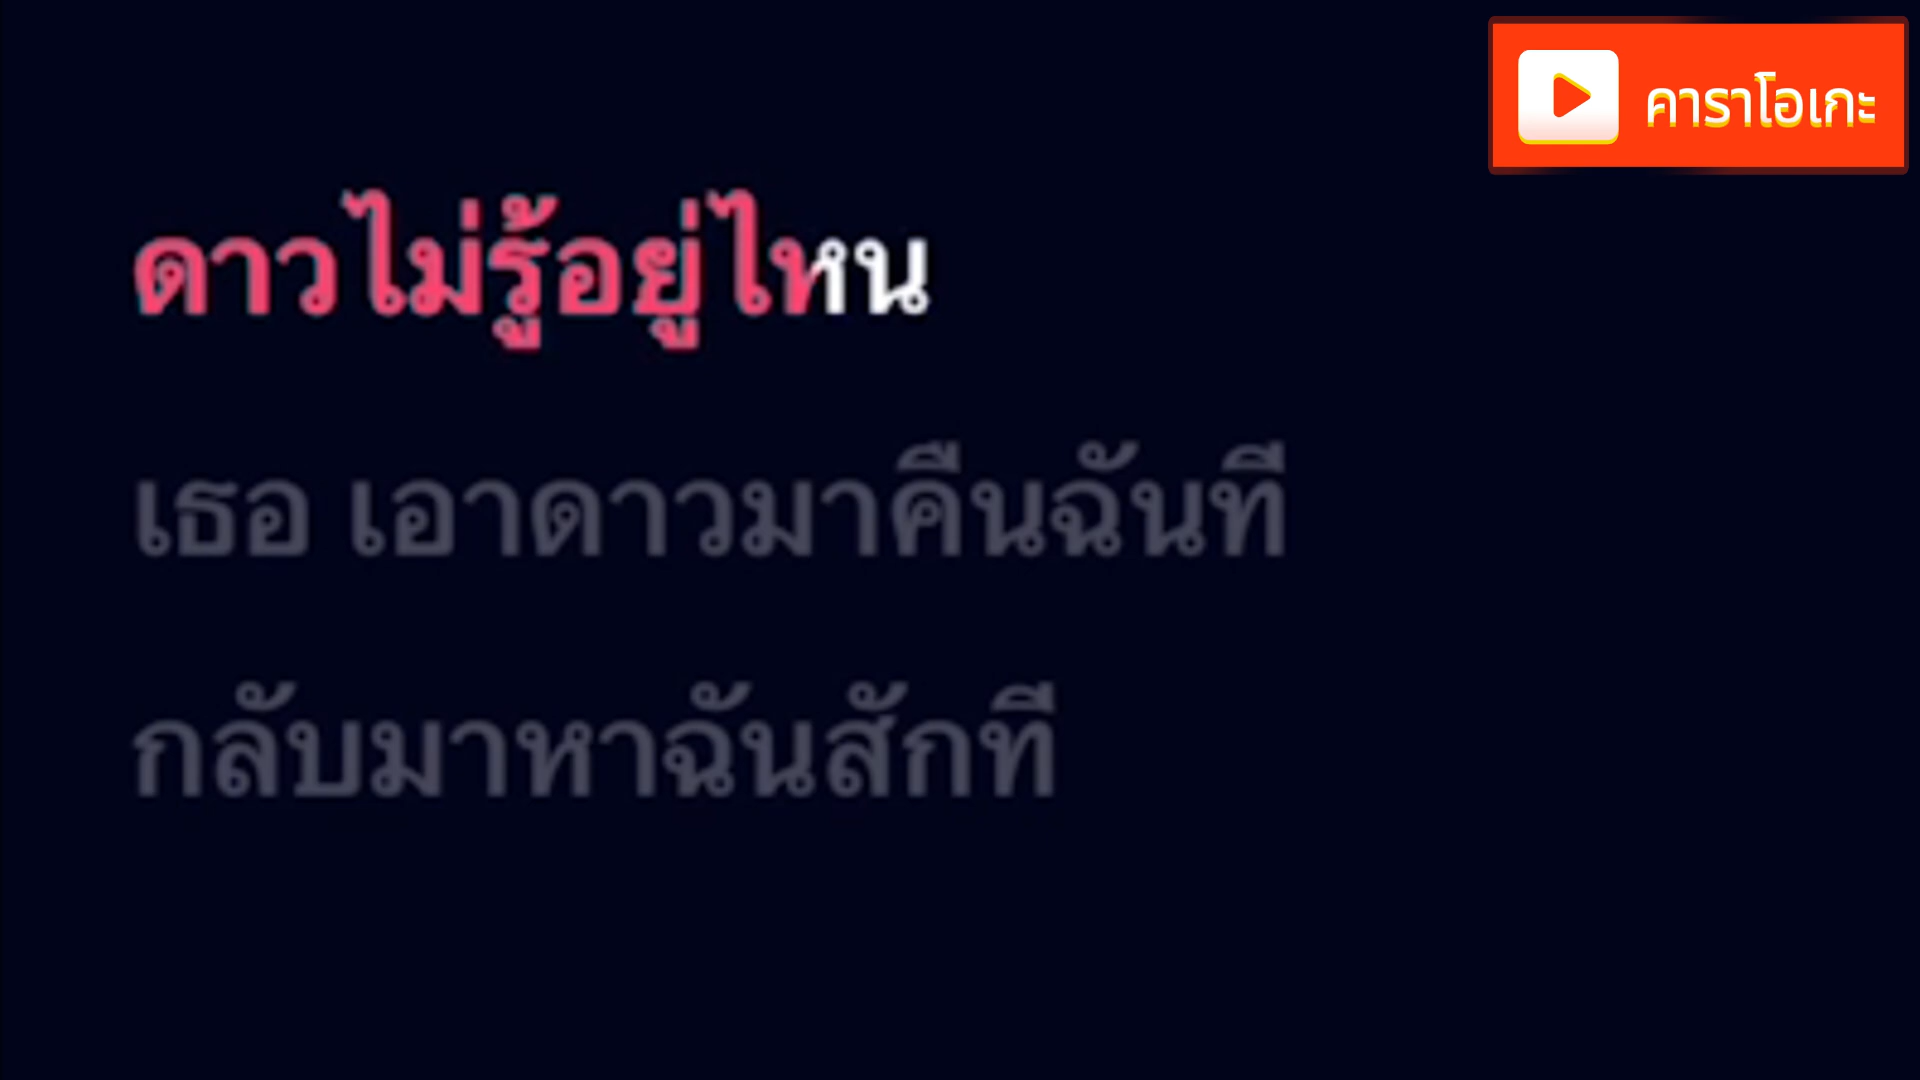 คาราโอเกะ
ดาวไม่รู้อยู่ไหน
เธอ เอาดาวมาคืนฉันที
กลับมาหาฉันสักที